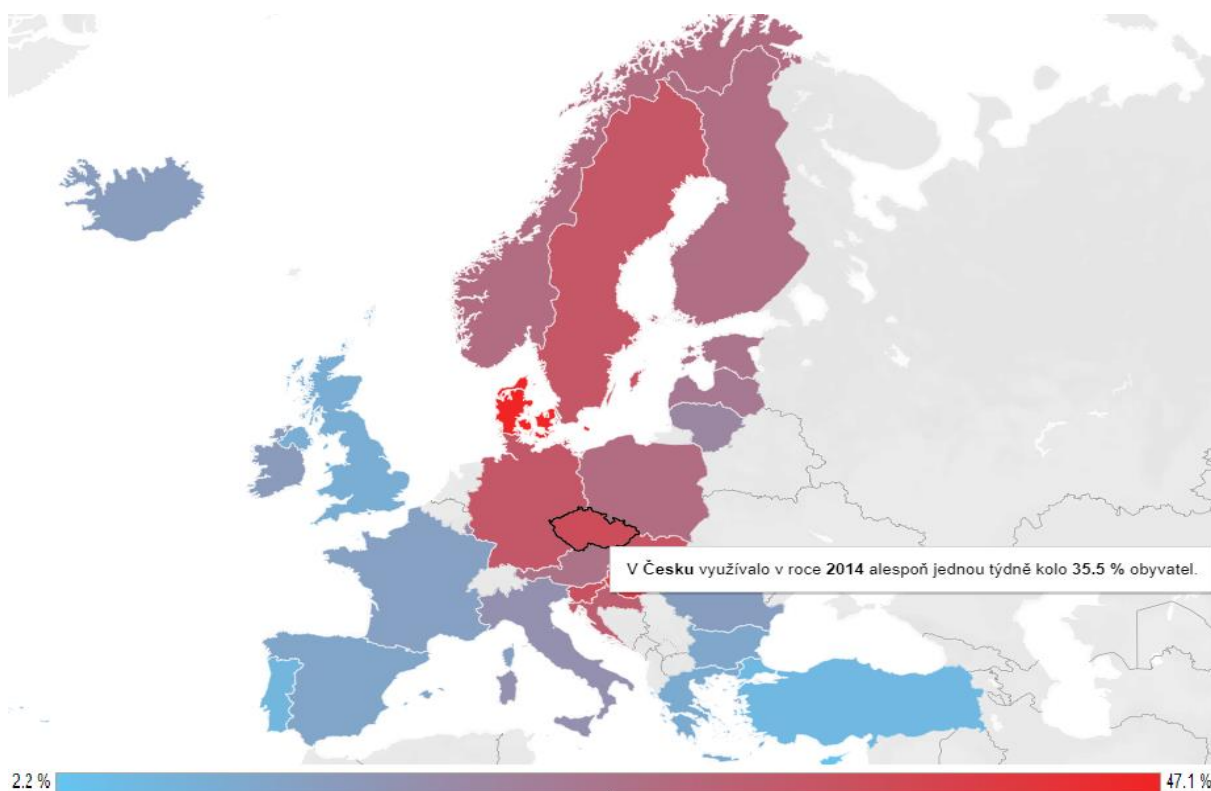 V Česku využívalo v roce 2014 alespoň jednou týdně kolo 35.5 % obyvatel.
2.2 % 47.1 %